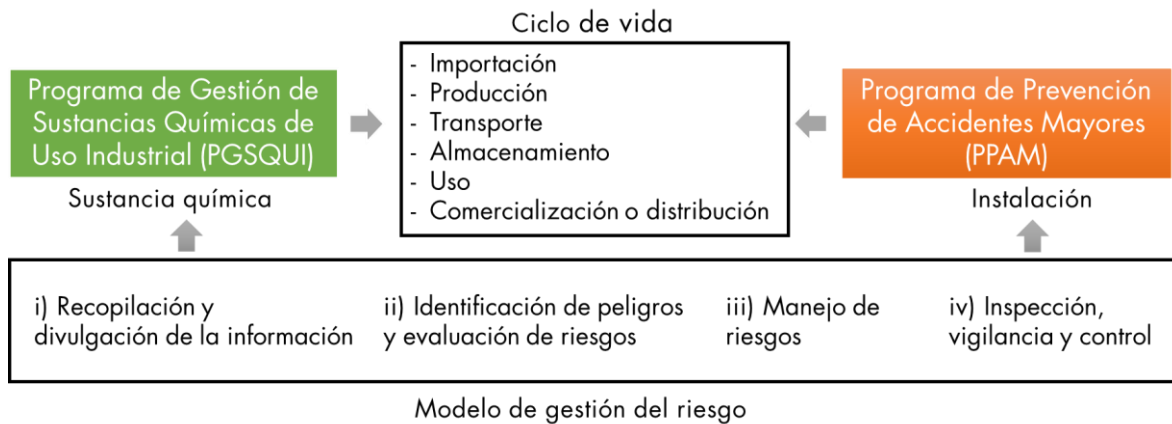 Ciclo de vida
Programa de Gestión de
Sustancias Químicas de
Uso Industrial (PGSQUI)
Sustancia química
- Importación
- Producción
- Transporte
- Almacenamiento
- Uso
- Comercialización o distribución
Programa de Prevención
de Accidentes Mayores
(PPAM)
Instalación
i) Recopilación y
divulgación de la información
ii) Identificación de peligros
y evaluación de riesgos
iii) Manejo de
riesgos
iv) Inspección,
vigilancia y control
Modelo de gestión del riesgo